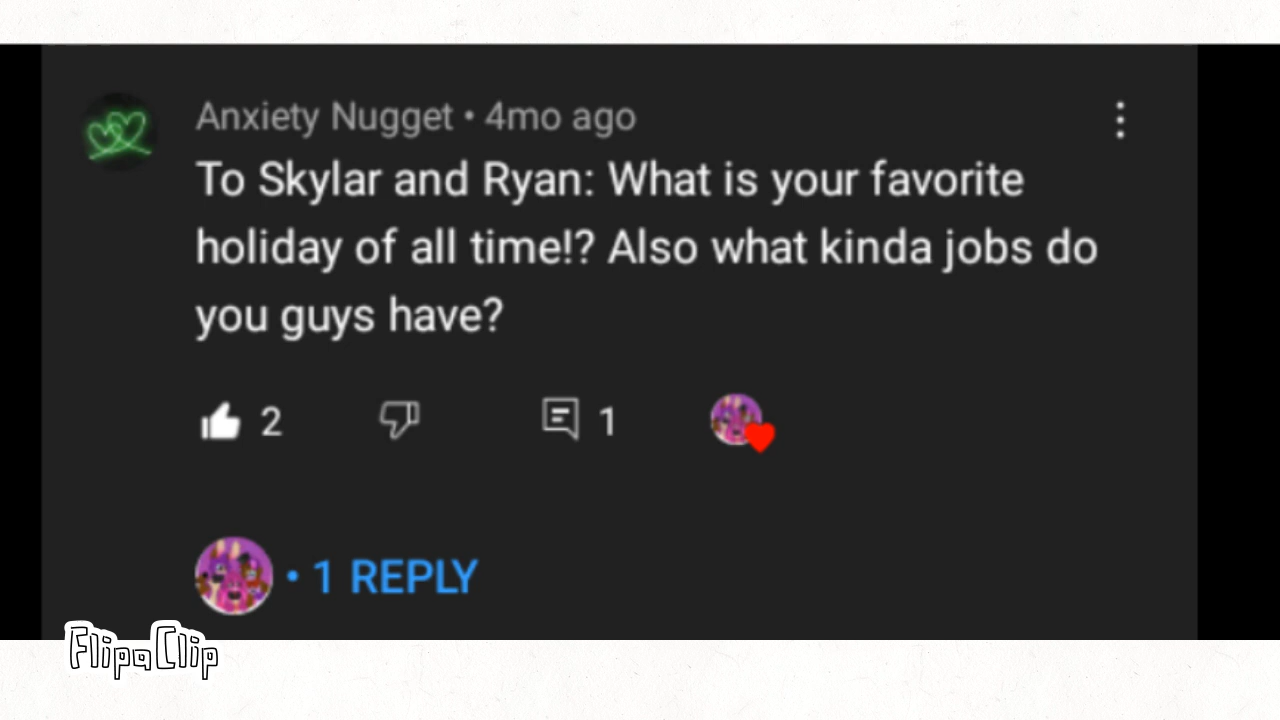 Anxiety Nugget • 4mo ago
To Skylar and Ryan: What is your favorite
holiday of all time!? Also what kinda jobs do
you guys have?
2 1
• 1 REPLY
FlipaClip